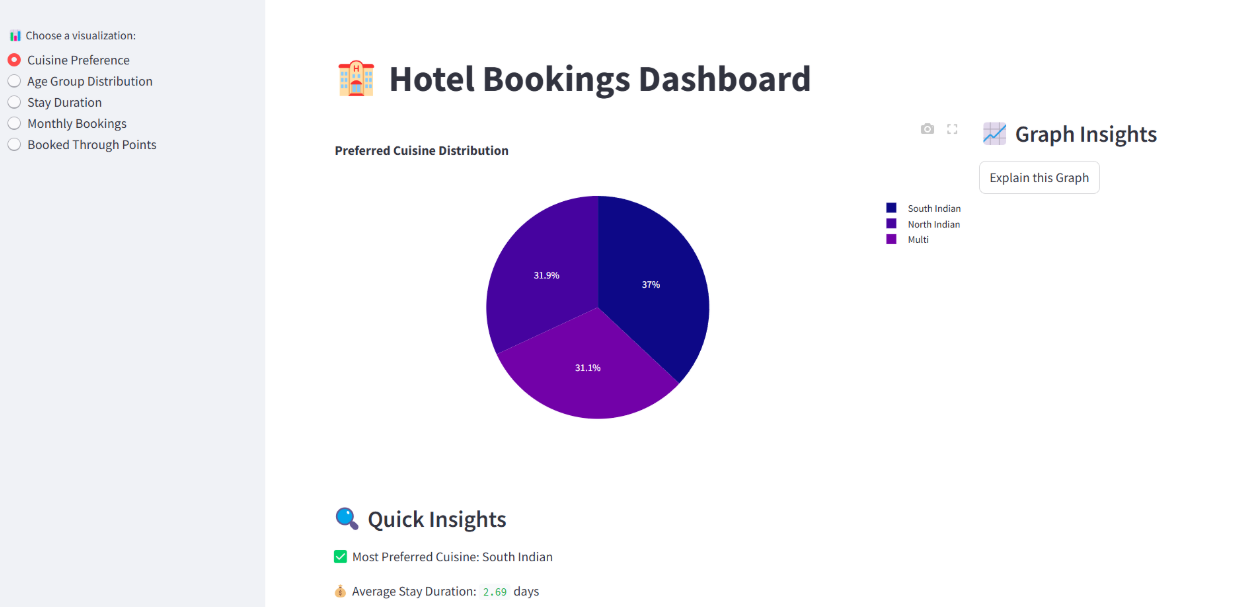 Choose a visualization:
Cuisine Preference
Age Group Distribution
Stay Duration
Monthly Bookings
Booked Through Points
Hotel Bookings Dashboard
Preferred Cuisine Distribution
37%
31.9%
31.1%
South Indian
North Indian
Multi
Graph Insights
Explain this Graph
Quick Insights
Most Preferred Cuisine: South Indian
Average Stay Duration: 2.69 days